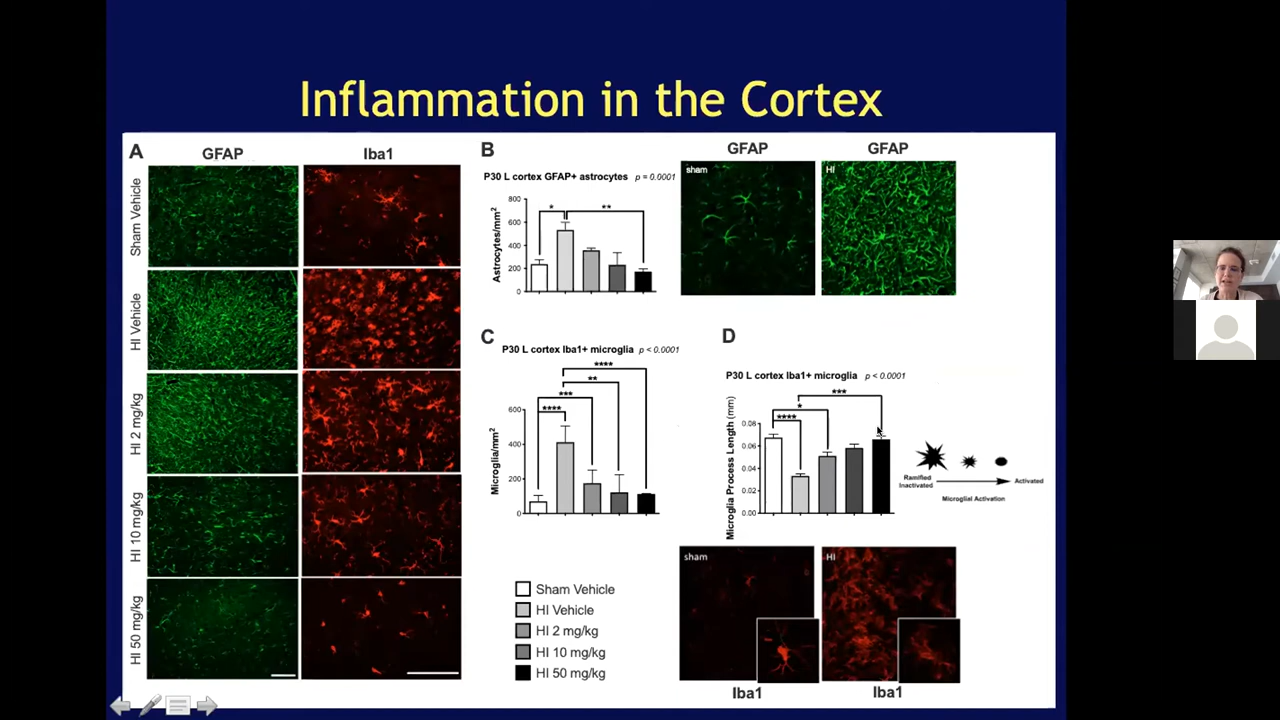 Inflammation in the Cortex
A
GFAP
Iba1
Sham Vehicle
HI Vehicle
HI 2 mg/kg
HI 10 mg/kg
HI 50 mg/kg
B
P30 L cortex GFAP+ astrocytes p = 0.0001
Astrocytes/mm²
800
600
400
200
0
*
**
GFAP
GFAP
sham
HI
C
P30 L cortex Iba1+ microglia p < 0.0001
Microglia/mm²
600
400
200
0
****
***
**
****
D
P30 L cortex Iba1+ microglia p < 0.0001
Microglia Process Length (mm)
0.08
0.06
0.04
0.02
0.00
****
*
***
Ramified
Inactivated
Activated
Microglial Activation
Sham Vehicle
HI Vehicle
HI 2 mg/kg
HI 10 mg/kg
HI 50 mg/kg
sham
HI
Iba1
Iba1